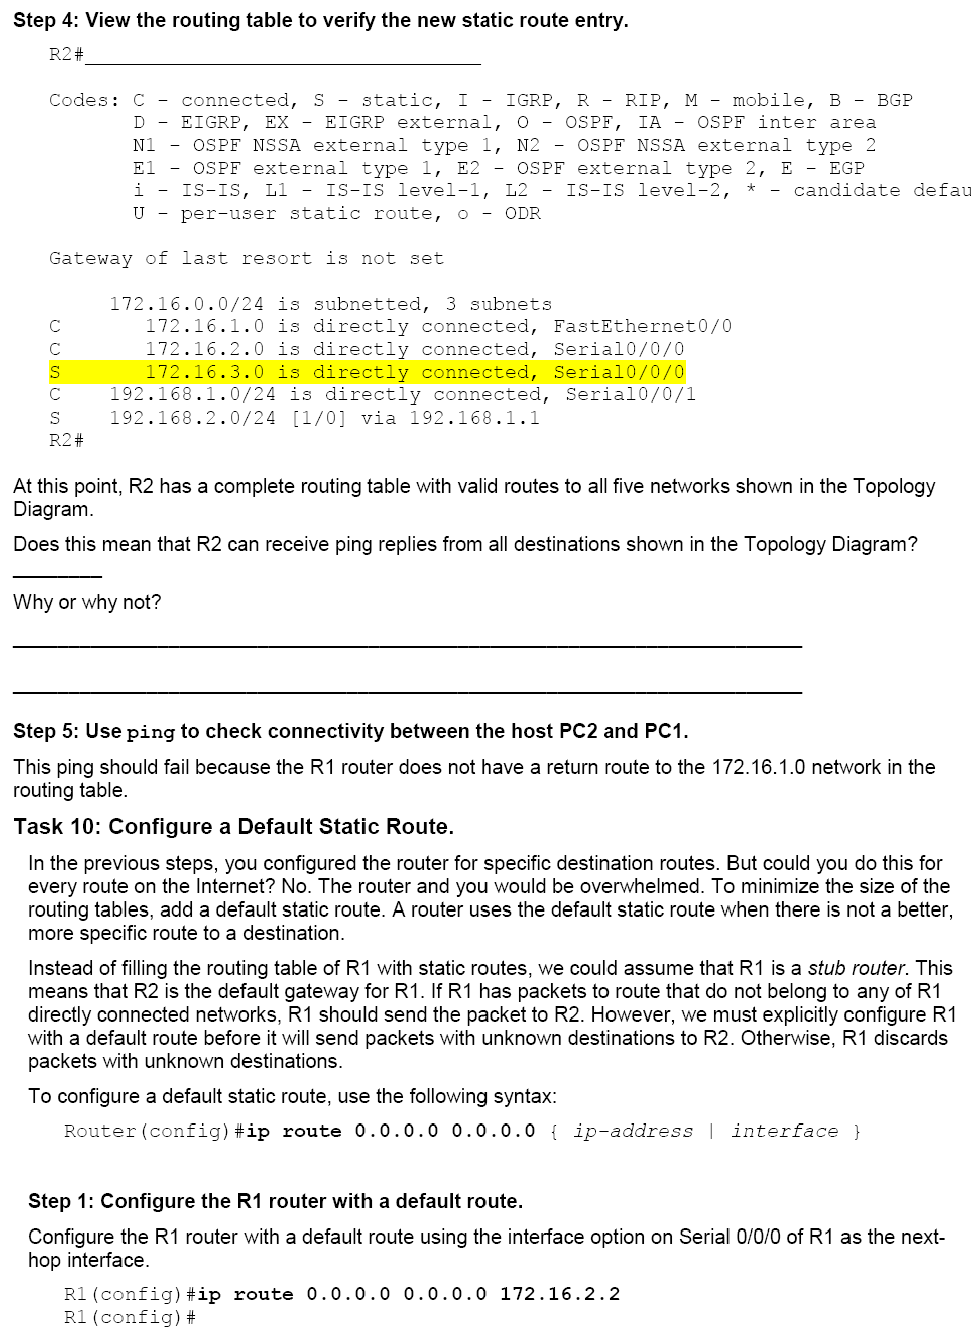 Step 4: View the routing table to verify the new static route entry.
R2#_________________________________
Codes: C - connected, S - static, I - IGRP, R - RIP, M - mobile, B - BGP
D - EIGRP, EX - EIGRP external, O - OSPF, IA - OSPF inter area
N1 - OSPF NSSA external type 1, N2 - OSPF NSSA external type 2
E1 - OSPF external type 1, E2 - OSPF external type 2, E - EGP
i - IS-IS, L1 - IS-IS level-1, L2 - IS-IS level-2, * - candidate defau
U - per-user static route, o - ODR
Gateway of last resort is not set
172.16.0.0/24 is subnetted, 3 subnets
C 172.16.1.0 is directly connected, FastEthernet0/0
C 172.16.2.0 is directly connected, Serial0/0/0
S 172.16.3.0 is directly connected, Serial0/0/0
C 192.168.1.0/24 is directly connected, Serial0/0/1
S 192.168.2.0/24 [1/0] via 192.168.1.1
R2#
At this point, R2 has a complete routing table with valid routes to all five networks shown in the Topology
Diagram.
Does this mean that R2 can receive ping replies from all destinations shown in the Topology Diagram?
________
Why or why not?
Step 5: Use ping to check connectivity between the host PC2 and PC1.
This ping should fail because the R1 router does not have a return route to the 172.16.1.0 network in the
routing table.
Task 10: Configure a Default Static Route.
In the previous steps, you configured the router for specific destination routes. But could you do this for
every route on the Internet? No. The router and you would be overwhelmed. To minimize the size of the
routing tables, add a default static route. A router uses the default static route when there is not a better,
more specific route to a destination.
Instead of filling the routing table of R1 with static routes, we could assume that R1 is a stub router. This
means that R2 is the default gateway for R1. If R1 has packets to route that do not belong to any of R1
directly connected networks, R1 should send the packet to R2. However, we must explicitly configure R1
with a default route before it will send packets with unknown destinations to R2. Otherwise, R1 discards
packets with unknown destinations.
To configure a default static route, use the following syntax:
Router(config)#ip route 0.0.0.0 0.0.0.0 { ip-address | interface }
Step 1: Configure the R1 router with a default route.
Configure the R1 router with a default route using the interface option on Serial 0/0/0 of R1 as the next-
hop interface.
R1(config)#ip route 0.0.0.0 0.0.0.0 172.16.2.2
R1(config)#